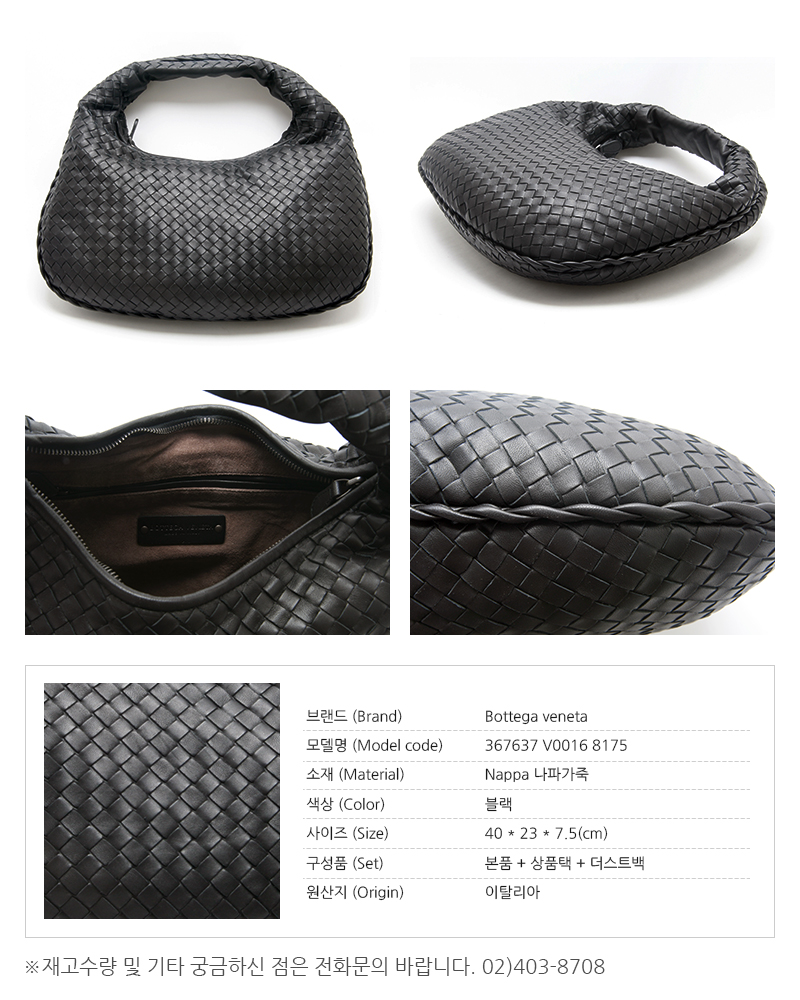 BOTTEGA VENETA
브랜드 (Brand) Bottega veneta
모델명 (Model code) 367637 V0016 8175
소재 (Material) Nappa 나파가죽
색상 (Color) 블랙
사이즈 (Size) 40 * 23 * 7.5(cm)
구성품 (Set) 본품 + 상품택 + 더스트백
원산지 (Origin) 이탈리아
※재고수량 및 기타 궁금하신 점은 전화문의 바랍니다. 02)403-8708